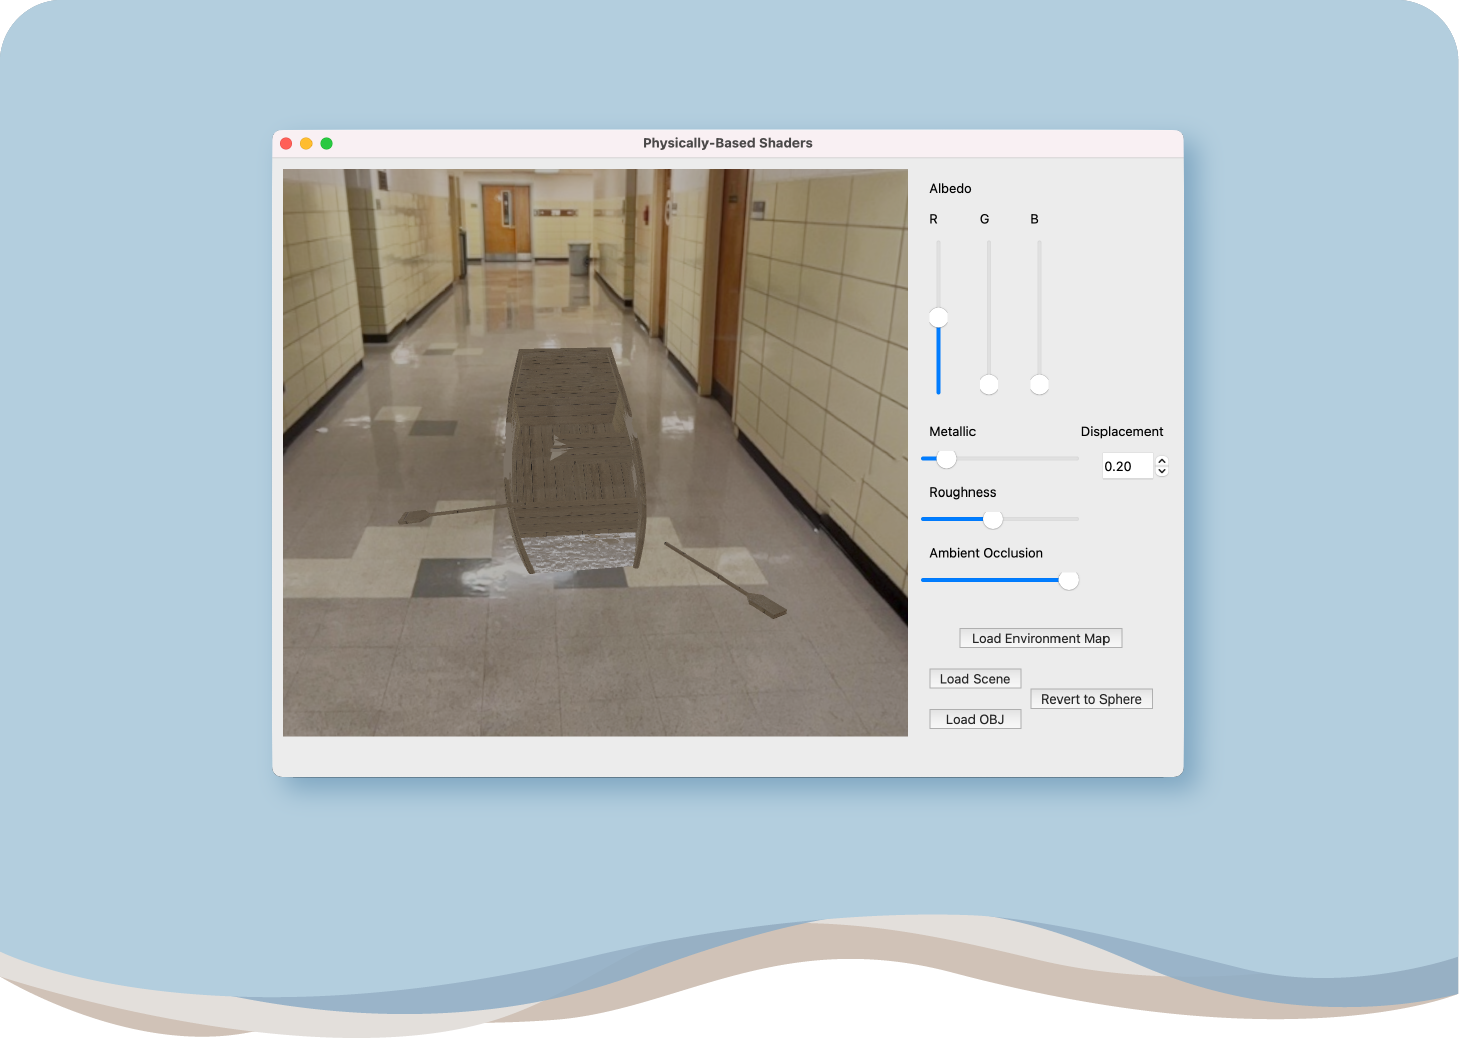 Physically-Based Shaders
Albedo
R G B
Metallic Displacement
0.20
Roughness
Ambient Occlusion
Load Environment Map
Load Scene
Revert to Sphere
Load OBJ